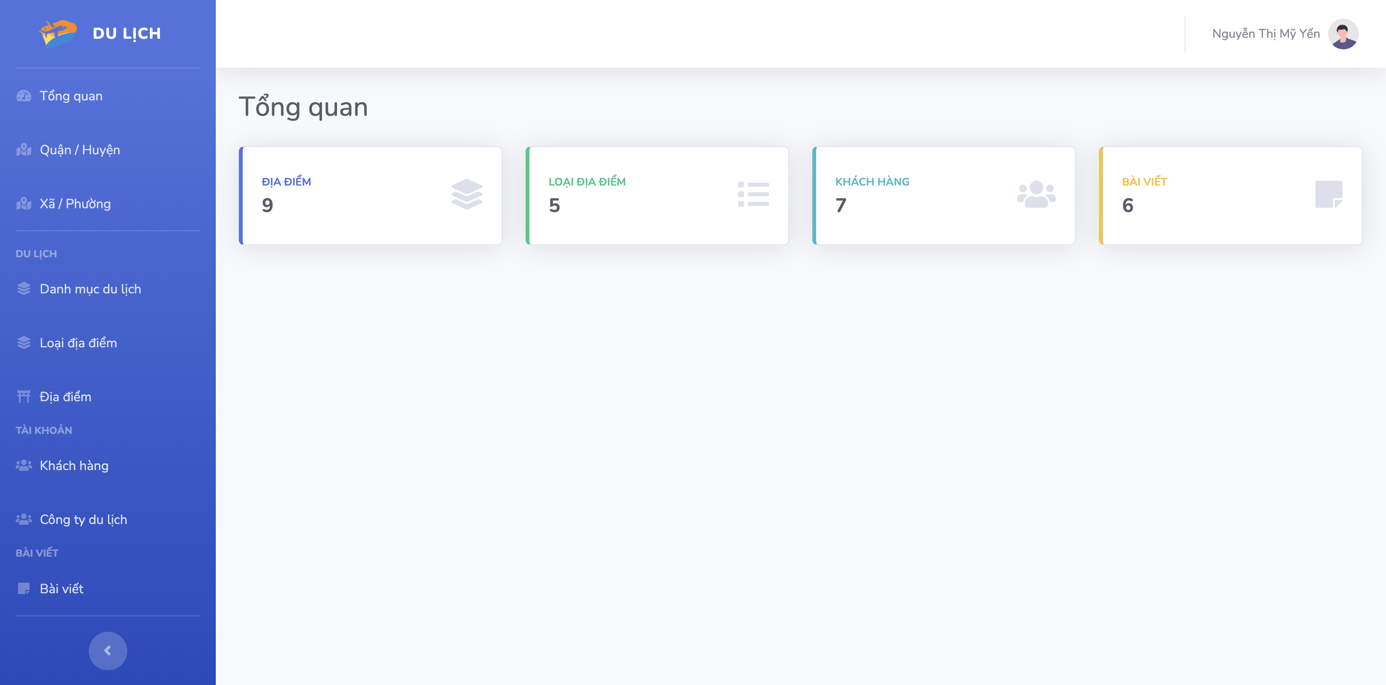 DU LỊCH
Tổng quan
Quận / Huyện
Xã / Phường
DU LỊCH
Danh mục du lịch
Loại địa điểm
Địa điểm
TÀI KHOẢN
Khách hàng
Công ty du lịch
BÀI VIẾT
Bài viết
Nguyễn Thị Mỹ Yến
Tổng quan
ĐỊA ĐIỂM
9
LOẠI ĐỊA ĐIỂM
5
KHÁCH HÀNG
7
BÀI VIẾT
6